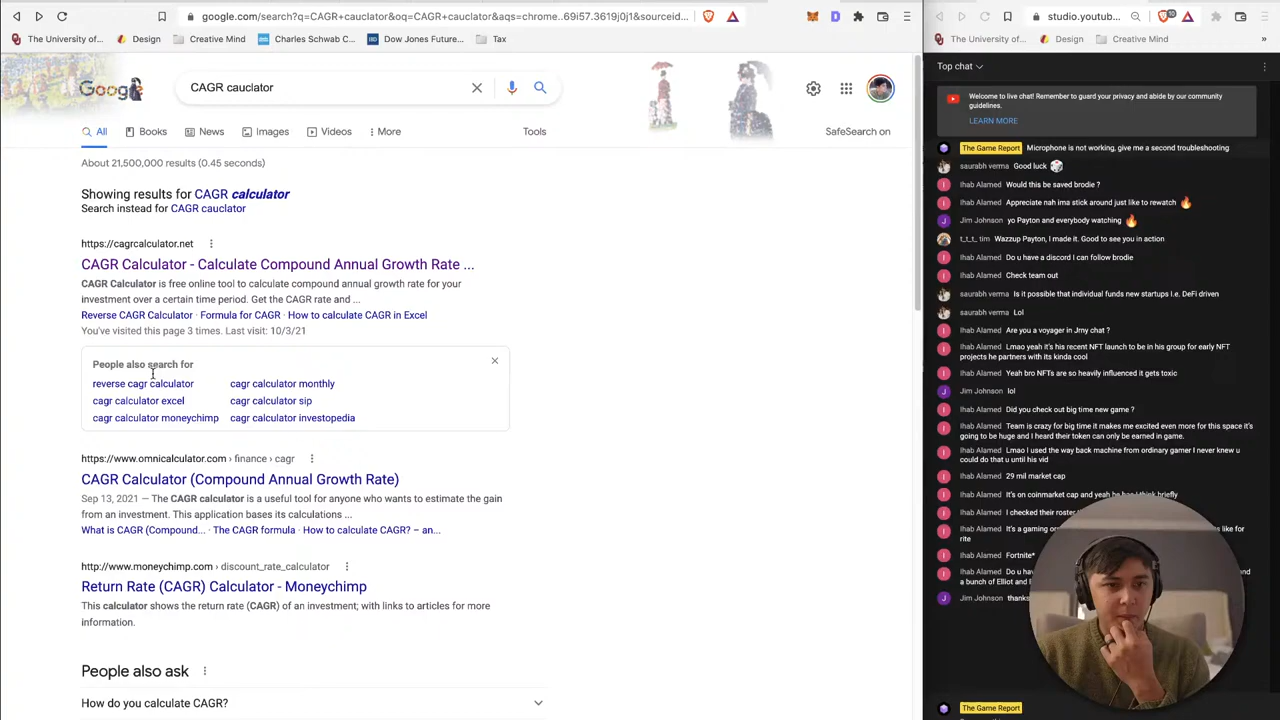 google.com/search?q=CAGR+cauclator&oq=CAGR+cauclator&aqs=chrome..69i57.3619j0j1&sourceid...
The University of...
Design
Creative Mind
Charles Schwab C...
Dow Jones Future...
Tax
CAGR cauclator
All
Books
News
Images
Videos
More
Tools
SafeSearch on
About 21,500,000 results (0.45 seconds)
Showing results for CAGR calculator
Search instead for CAGR cauclator
https://cagrcalculator.net
CAGR Calculator - Calculate Compound Annual Growth Rate ...
CAGR Calculator is free online tool to calculate compound annual growth rate for your
investment over a certain time period. Get the CAGR rate and ...
Reverse CAGR Calculator · Formula for CAGR · How to calculate CAGR in Excel
You've visited this page 3 times. Last visit: 10/3/21
People also search for
reverse cagr calculator
cagr calculator monthly
cagr calculator excel
cagr calculator sip
cagr calculator moneychimp
cagr calculator investopedia
https://www.omnicalculator.com › finance › cagr
CAGR Calculator (Compound Annual Growth Rate)
Sep 13, 2021 — The CAGR calculator is a useful tool for anyone who wants to estimate the gain
from an investment. This application bases its calculations ...
What is CAGR (Compound... · The CAGR formula · How to calculate CAGR? – an...
http://www.moneychimp.com › discount_rate_calculator
Return Rate (CAGR) Calculator - Moneychimp
This calculator shows the return rate (CAGR) of an investment; with links to articles for more
information.
People also ask
How do you calculate CAGR?
studio.youtub...
The University of...
Design
Creative Mind
»
Top chat
Welcome to live chat! Remember to guard your privacy and abide by our community
guidelines.
LEARN MORE
The Game Report Microphone is not working, give me a second troubleshooting
saurabh verma Good luck
Ihab Alamed Would this be saved brodie ?
Ihab Alamed Appreciate nah ima stick around just like to rewatch
Jim Johnson yo Payton and everybody watching
t_t_t_ tim Wazzup Payton, I made it. Good to see you in action
Ihab Alamed Do u have a discord I can follow brodie
Ihab Alamed Check team out
saurabh verma Is it possible that individual funds new startups I.e. DeFi driven
saurabh verma Lol
Ihab Alamed Are you a voyager in Jrny chat ?
Ihab Alamed Lmao yeah it's his recent NFT launch to be in his group for early NFT
projects he partners with its kinda cool
Ihab Alamed Yeah bro NFTs are so heavily influenced it gets toxic
Jim Johnson lol
Ihab Alamed Did you check out big time new game ?
Ihab Alamed Team is crazy for big time it makes me excited even more for this space it's
going to be huge and I heard their token can only be earned in game.
Ihab Alamed Lmao I used the way back machine from ordinary gamer I never knew u
could do that u until his vid
Ihab Alamed 29 mil market cap
Ihab Alamed It's on coinmarket cap and yeah he briefly
Ihab Alamed I checked their roster
Ihab Alamed It's a gaming like for
rite
Ihab Alamed Fortnite*
Ihab Alamed Do u
a bunch of Elliot and
Jim Johnson thanks
The Game Report